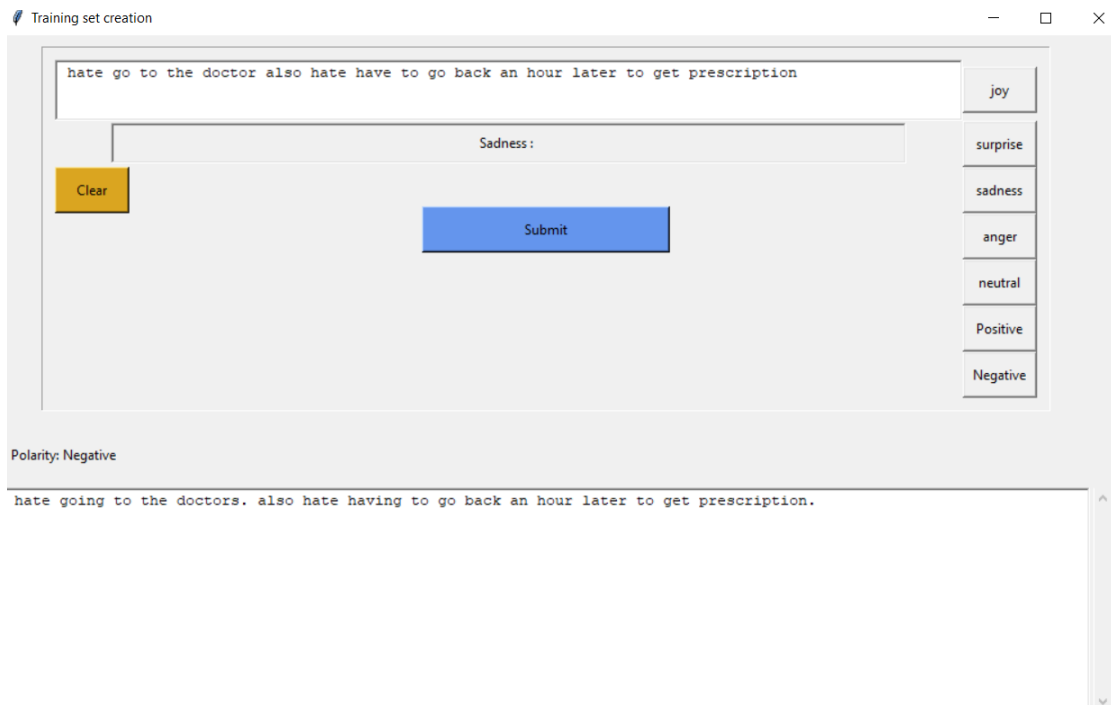 Training set creation
hate go to the doctor also hate have to go back an hour later to get prescription
joy
Sadness :
surprise
Clear
sadness
Submit
anger
neutral
Positive
Negative
Polarity: Negative
hate going to the doctors. also hate having to go back an hour later to get prescription.